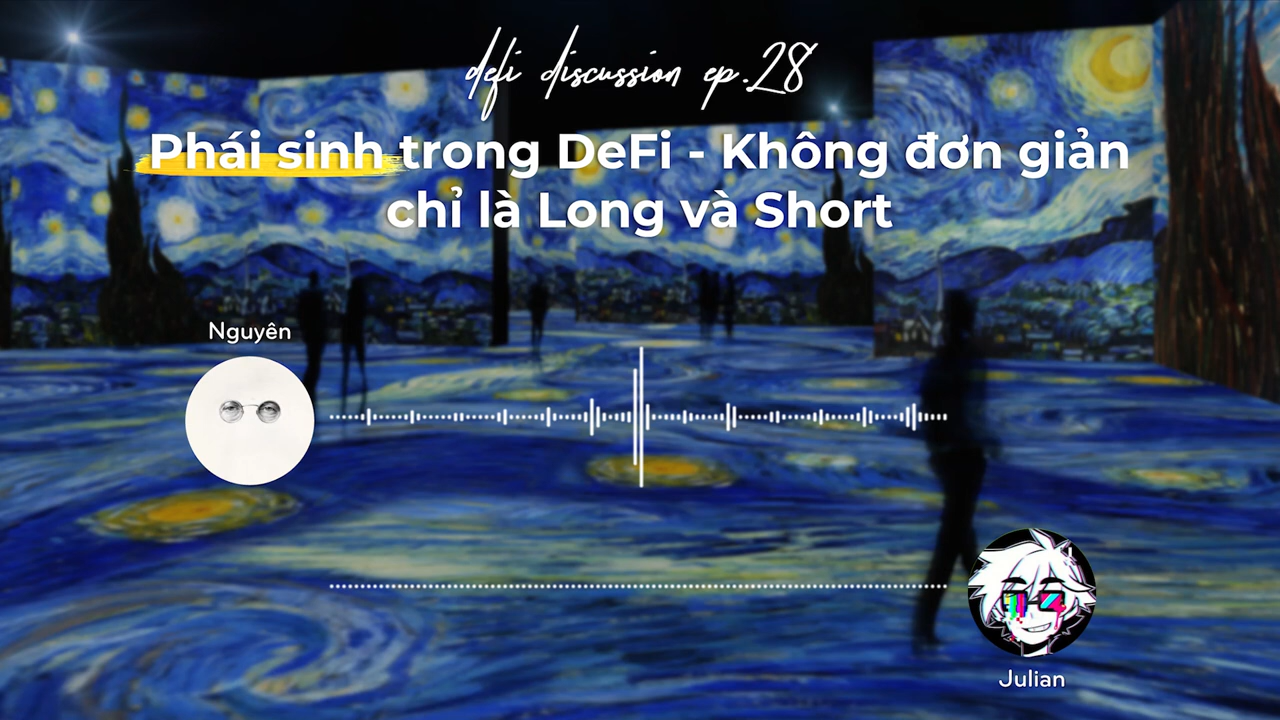 defi discussion ep.28
Phái sinh trong DeFi - Không đơn giản
chỉ là Long và Short
Nguyên
Julian